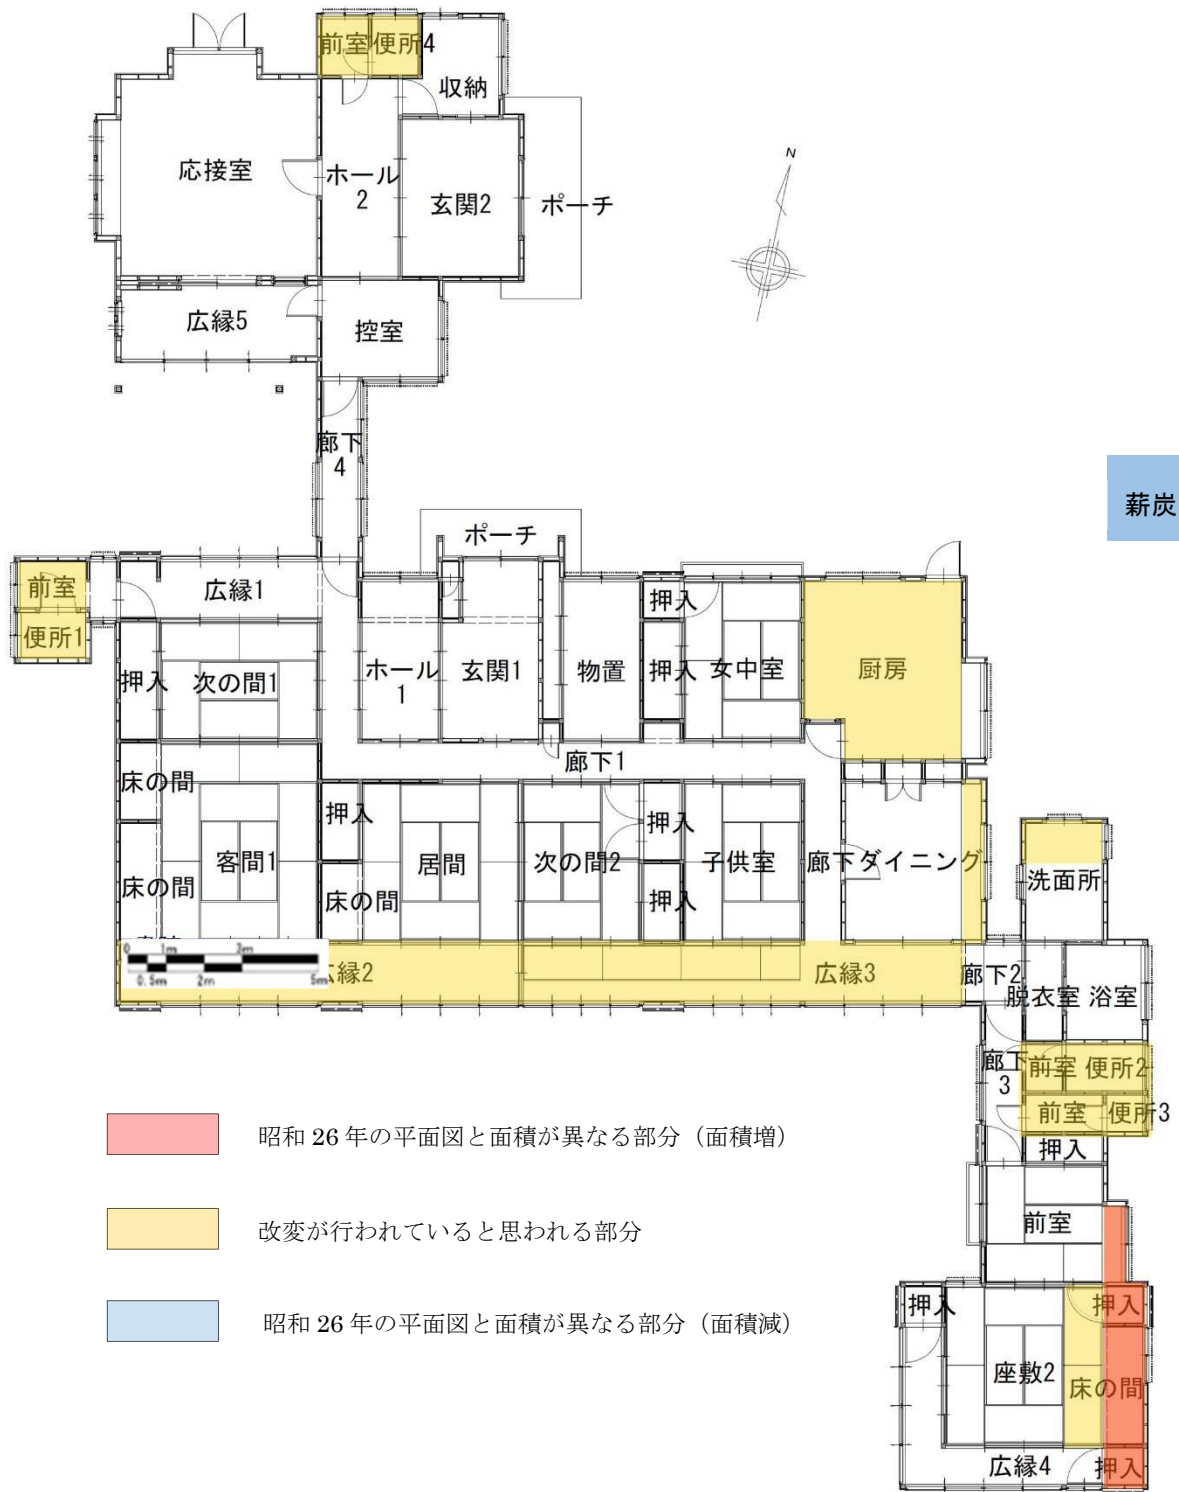 前室 便所4
収納
応接室
ホール
2
玄関2
ポーチ
N
広縁5
控室
廊下
4
薪炭
ポーチ
前室
広縁1
便所1
押入
次の間1
ホール
1
玄関1
物置
押入
押入
女中室
厨房
床の間
廊下1
押入
押入
客間1
居間
次の間2
子供室
廊下
ダイニング
床の間
床の間
押入
洗面所
0 1m 3m
0.5m 2m 5m
広縁2
広縁3
廊下2
脱衣室
浴室
廊下
3
前室
便所2
前室
便所3
押入
昭和 26 年の平面図と面積が異なる部分（面積増）
改変が行われていると思われる部分
昭和 26 年の平面図と面積が異なる部分（面積減）
前室
押入
押入
座敷2
床の間
広縁4
押入